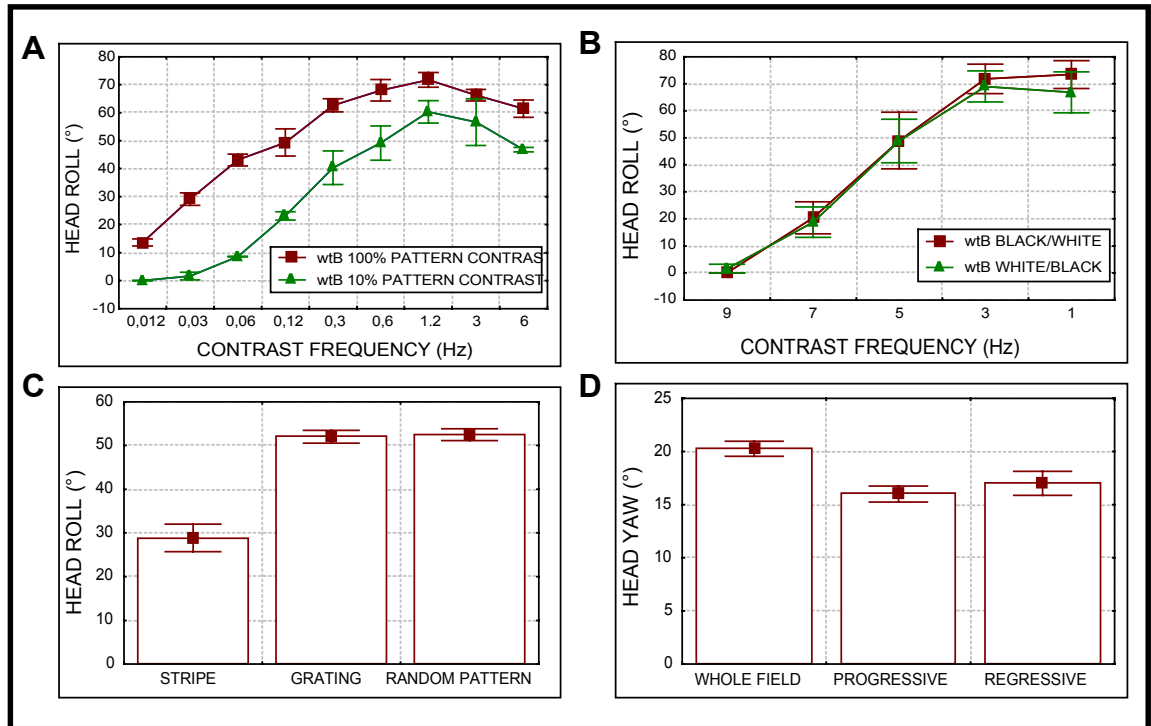 A
HEAD ROLL (°)
80
70
60
50
40
30
20
10
0
-10
wtB 100% PATTERN CONTRAS
wtB 10% PATTERN CONTRAST
0,012 0,03 0,06 0,12 0,3 0,6 1.2 3 6
CONTRAST FREQUENCY (Hz)
B
HEAD ROLL (°)
80
70
60
50
40
30
20
10
0
-10
wtB BLACK/WHITE
wtB WHITE/BLACK
9 7 5 3 1
CONTRAST FREQUENCY (Hz)
C
HEAD ROLL (°)
60
50
40
30
20
10
0
STRIPE GRATING RANDOM PATTERN
D
HEAD YAW (°)
25
20
15
10
5
0
WHOLE FIELD PROGRESSIVE REGRESSIVE